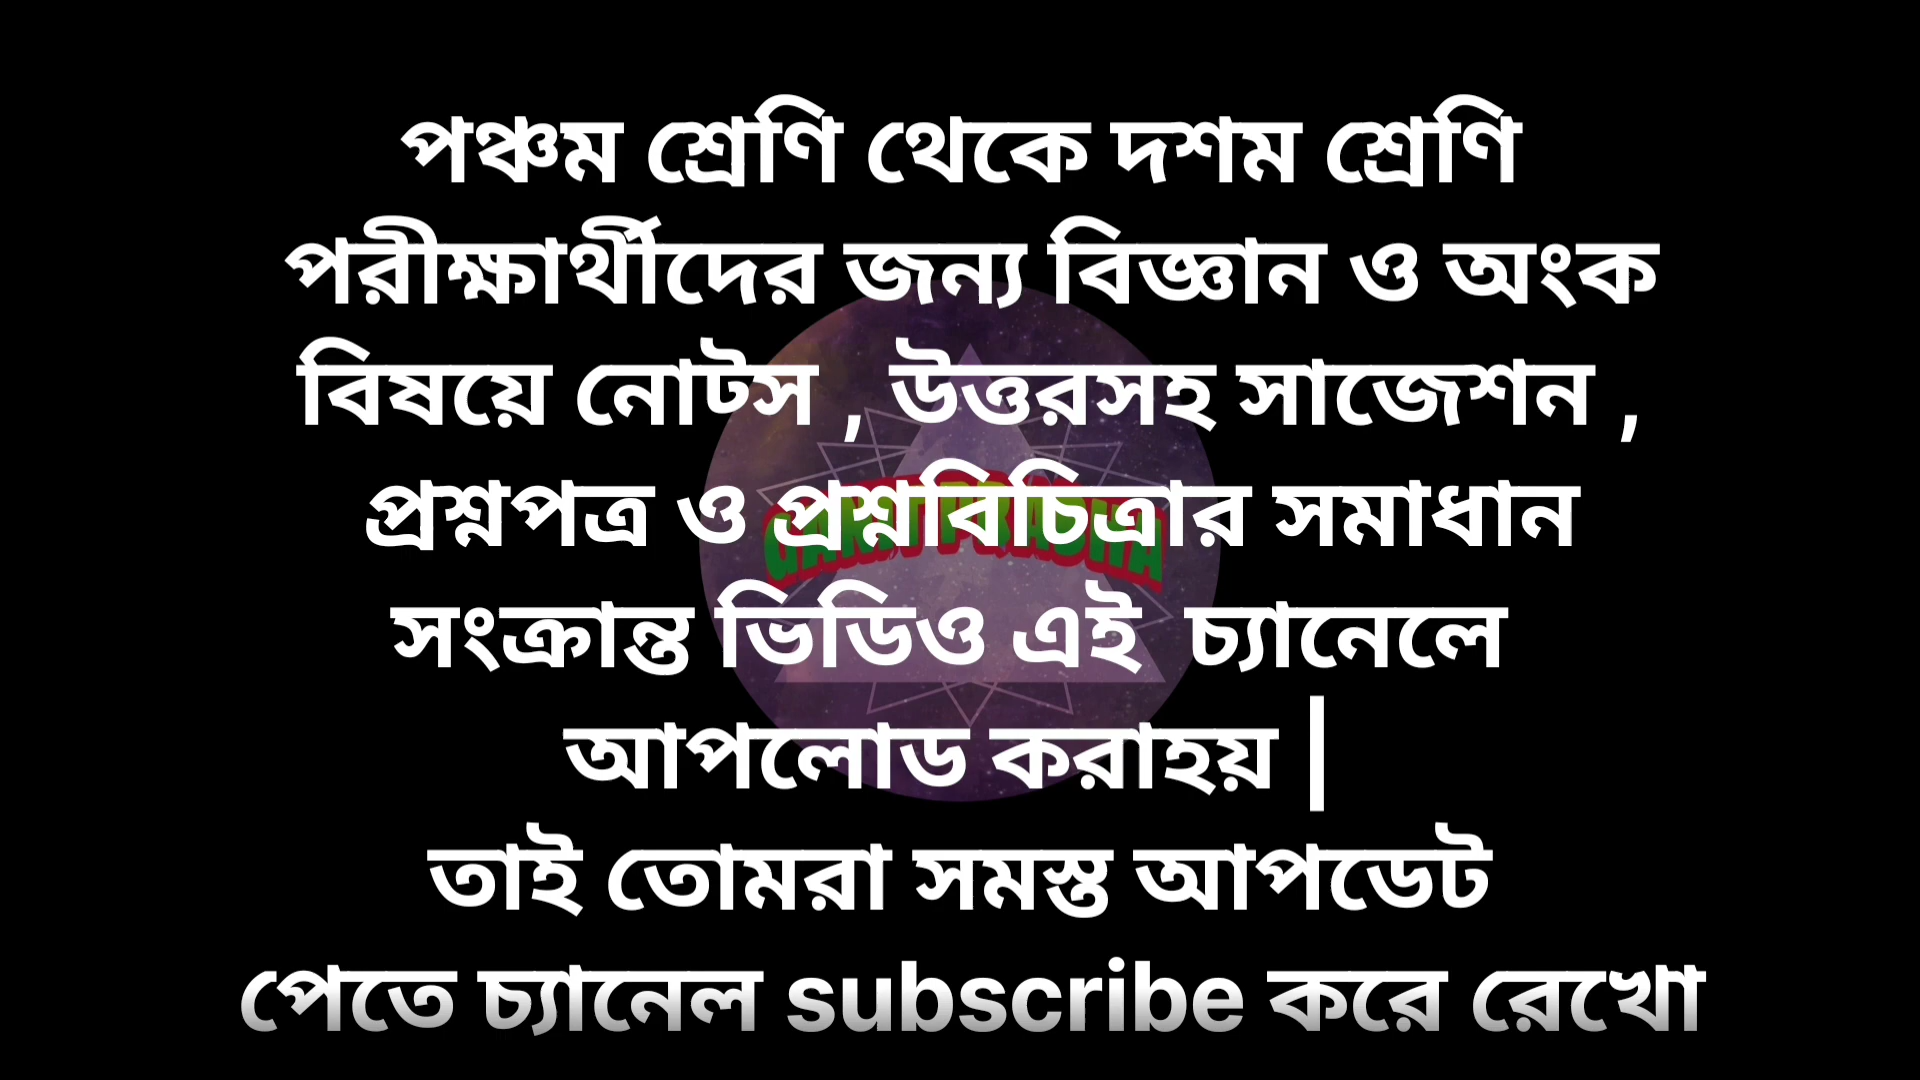 পঞ্চম শ্রেণি থেকে দশম শ্রেণি
পরীক্ষার্থীদের জন্য বিজ্ঞান ও অংক
বিষয়ে নোটস , উত্তরসহ সাজেশন ,
প্রশ্নপত্র ও প্রশ্নবিচিত্রার সমাধান
সংক্রান্ত ভিডিও এই চ্যানেলে
আপলোড করাহয় |
তাই তোমরা সমস্ত আপডেট
পেতে চ্যানেল subscribe করে রেখো